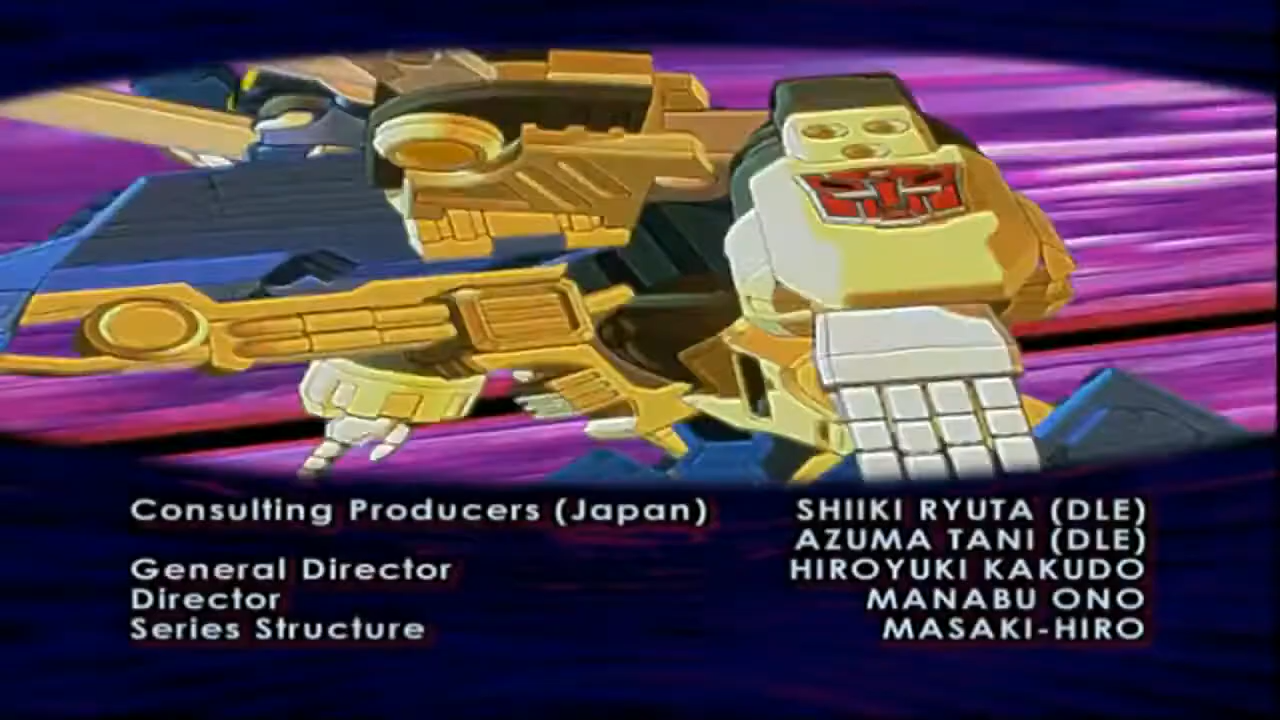 Consulting Producers (Japan) SHIIKI RYUTA (DLE)
AZUMA TANI (DLE)
General Director HIROYUKI KAKUDO
Director MANABU ONO
Series Structure MASAKI-HIRO